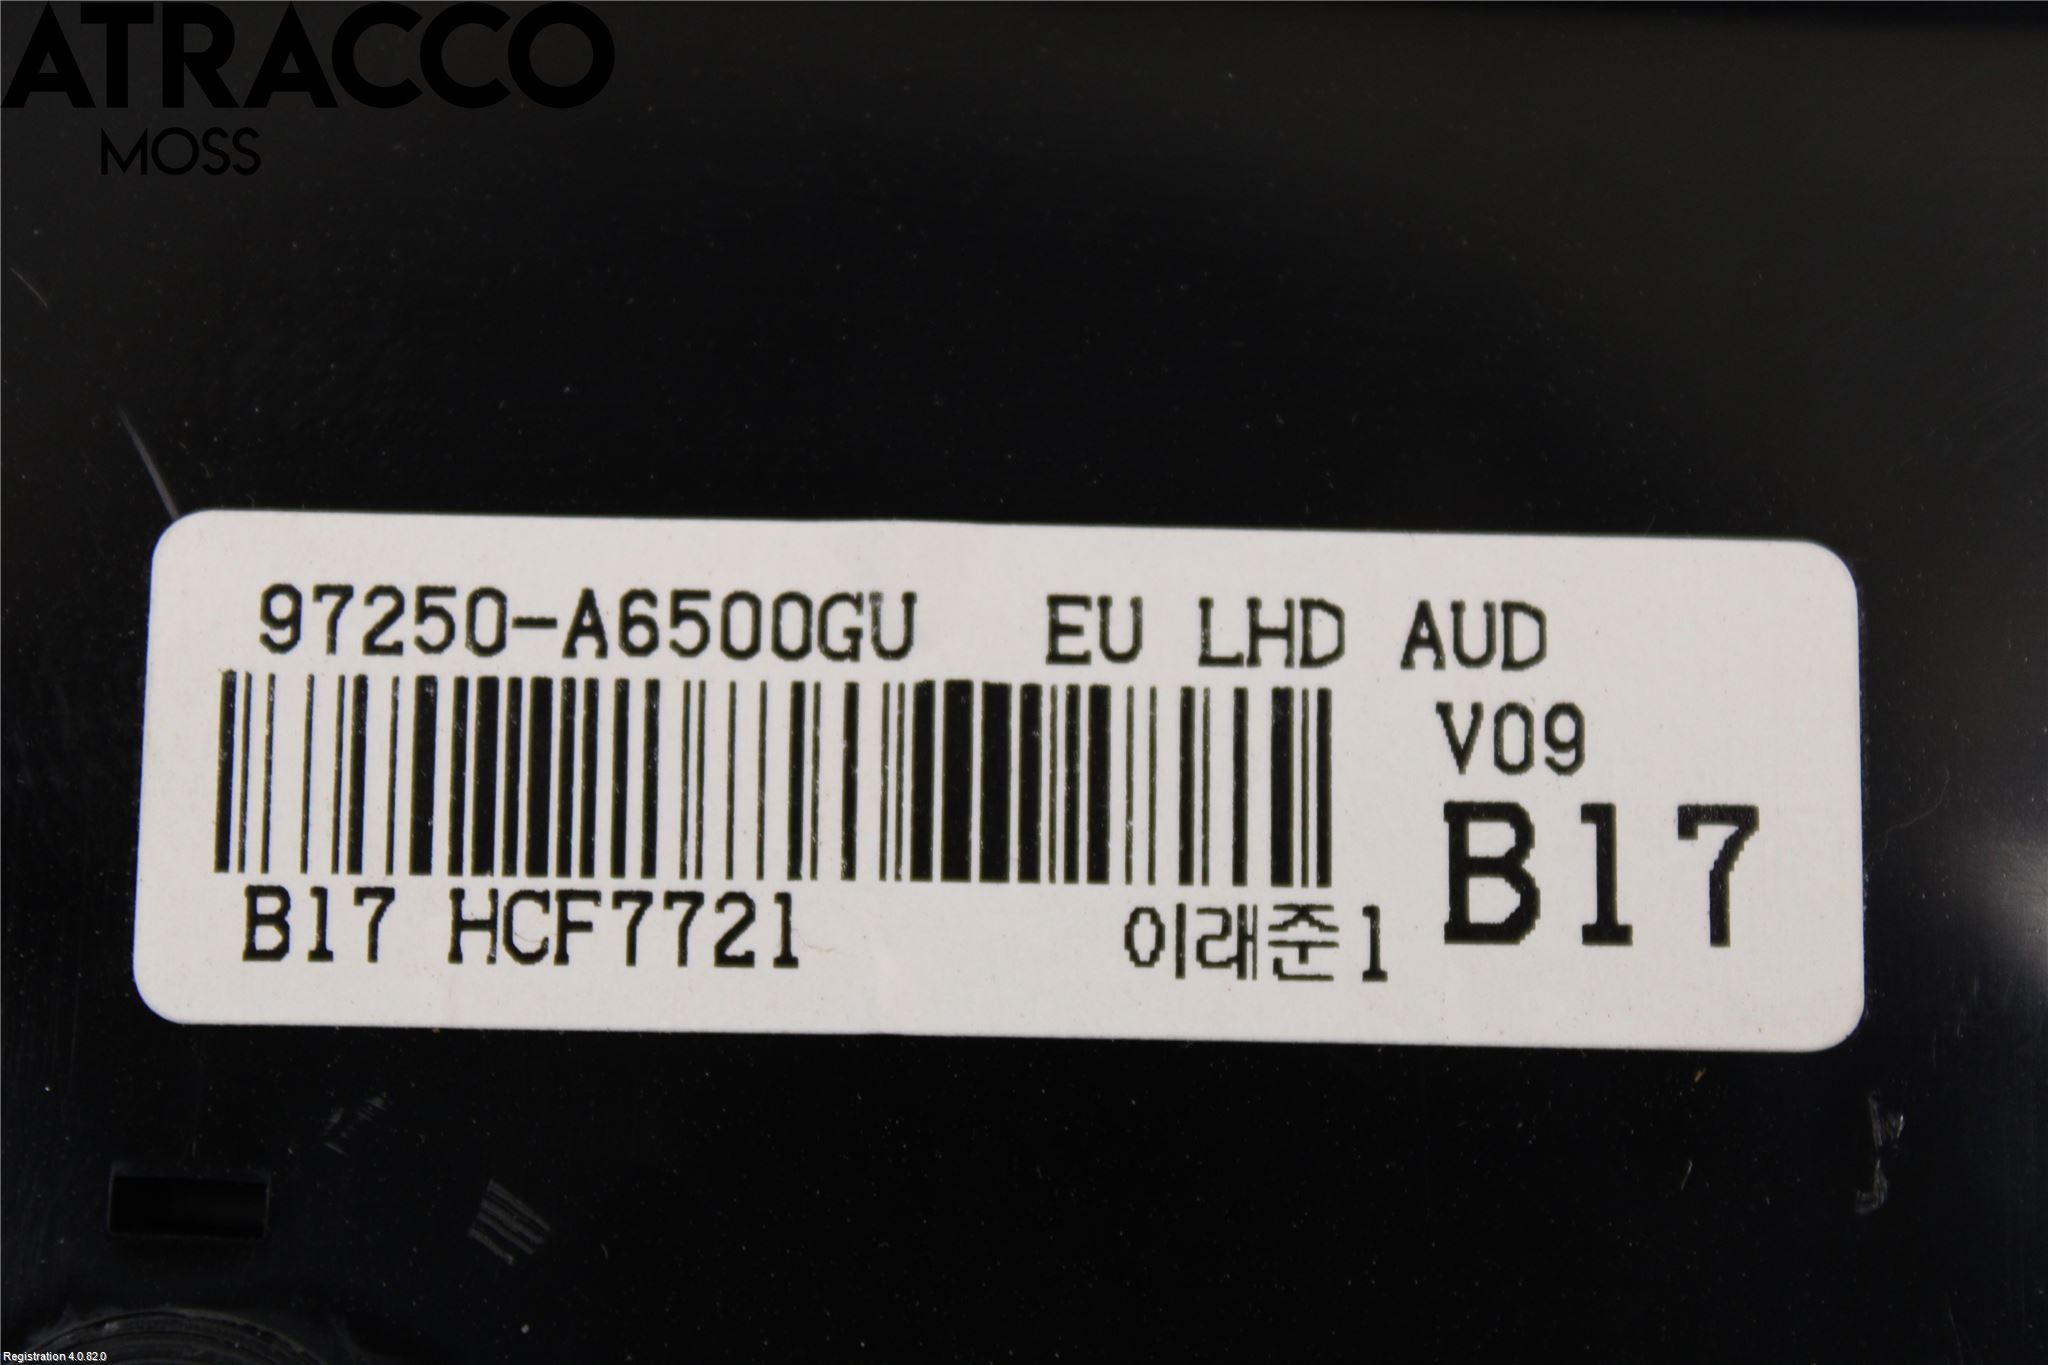 ATRACCO
MOSS
97250-A6500GU EU LHD AUD
V09
B17
B17 HCF7721 이래준1
Registration 4.0.82.0